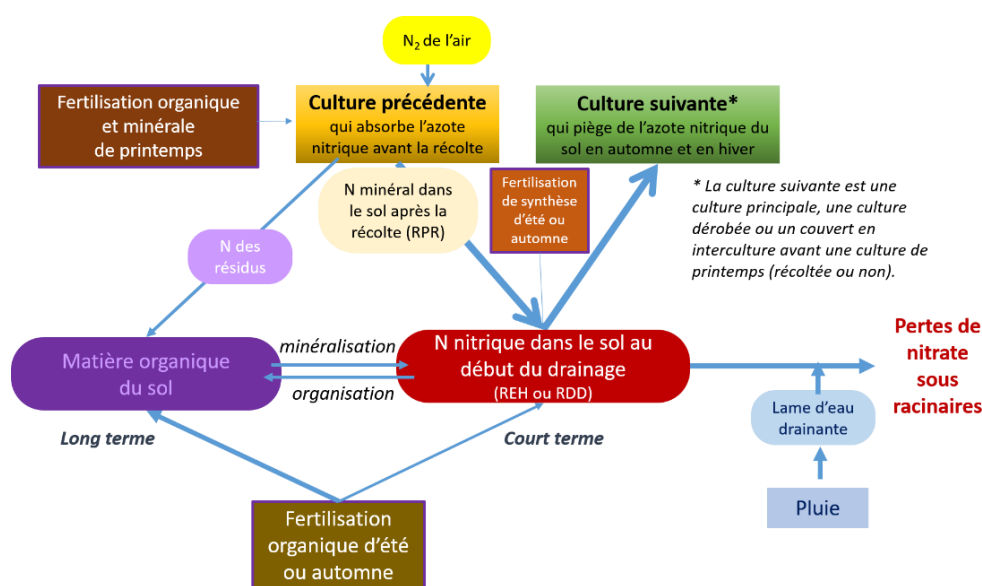 N₂ de l'air
Fertilisation organique
et minérale
de printemps
Culture précédente
qui absorbe l'azote
nitrique avant la récolte
Culture suivante*
qui piège de l'azote nitrique du
sol en automne et en hiver
N minéral dans
le sol après la
récolte (RPR)
Fertilisation
de synthèse
d'été ou
automne
* La culture suivante est une
culture principale, une culture
dérobée ou un couvert en
interculture avant une culture de
printemps (récoltée ou non).
N des
résidus
Matière organique
du sol
minéralisation
organisation
N nitrique dans le sol au
début du drainage
(REH ou RDD)
Pertes de
nitrate
sous
racinaires
Lame d'eau
drainante
Long terme
Court terme
Pluie
Fertilisation
organique d'été
ou automne